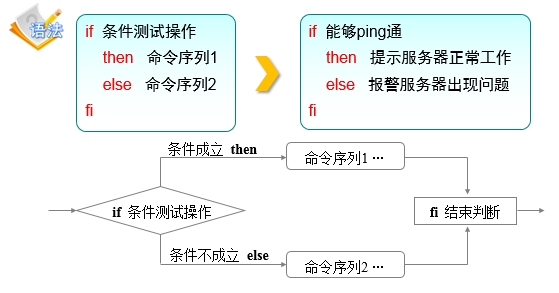 语法
if 条件测试操作
then 命令序列1
else 命令序列2
fi
if 能够ping通
then 提示服务器正常工作
else 报警服务器出现问题
fi
条件成立 then
命令序列1 …
if 条件测试操作
fi 结束判断
条件不成立 else
命令序列2 …